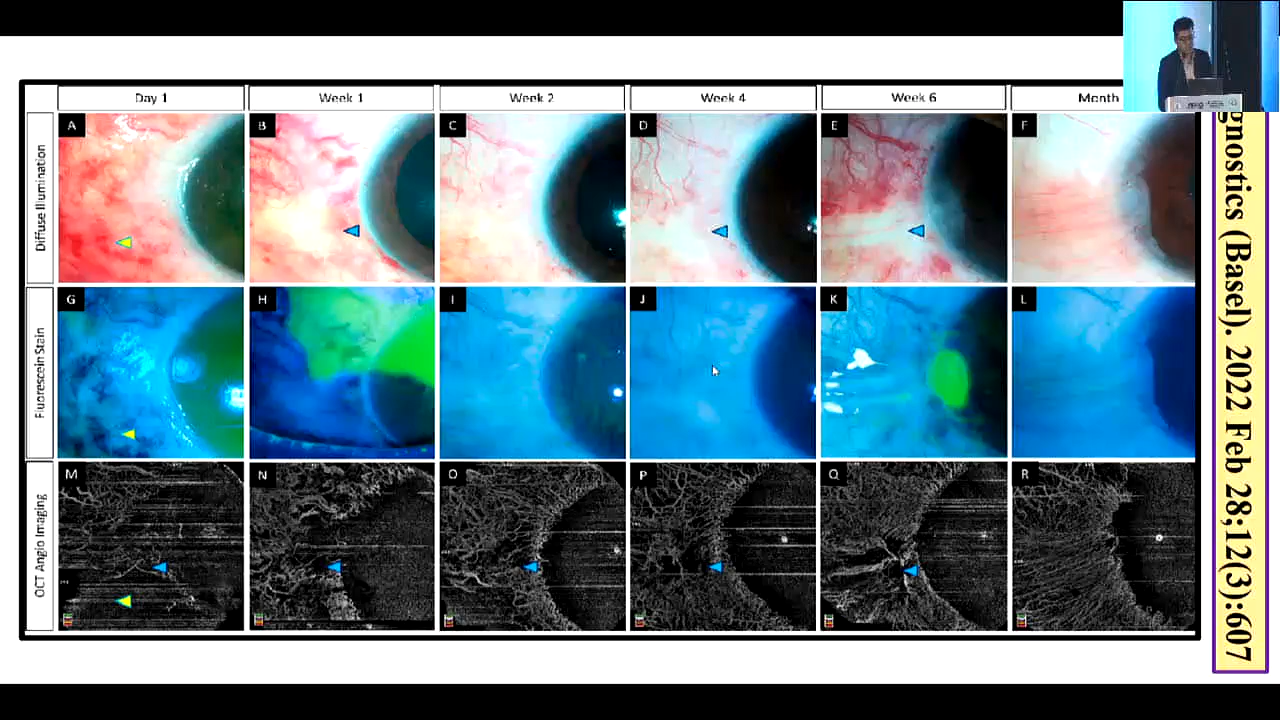 Day 1
Week 1
Week 2
Week 4
Week 6
Month
Diffuse Illumination
A
B
C
D
E
F
Fluorescein Stain
G
H
I
J
K
L
OCT Angio Imaging
M
N
O
P
Q
R
gnostics (Basel). 2022 Feb 28;12(3):607